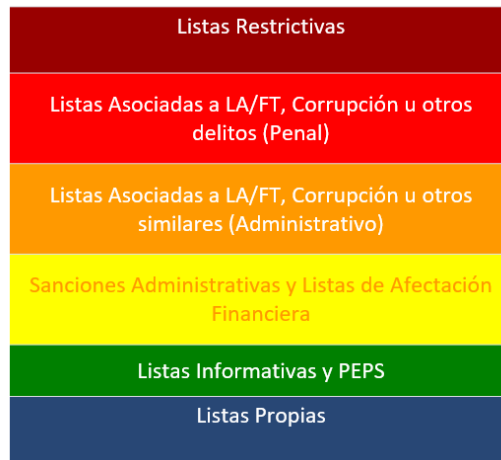 Listas Restrictivas
Listas Asociadas a LA/FT, Corrupción u otros
delitos (Penal)
Listas Asociadas a LA/FT, Corrupción u otros
similares (Administrativo)
Sanciones Administrativas y Listas de Afectación
Financiera
Listas Informativas y PEPS
Listas Propias